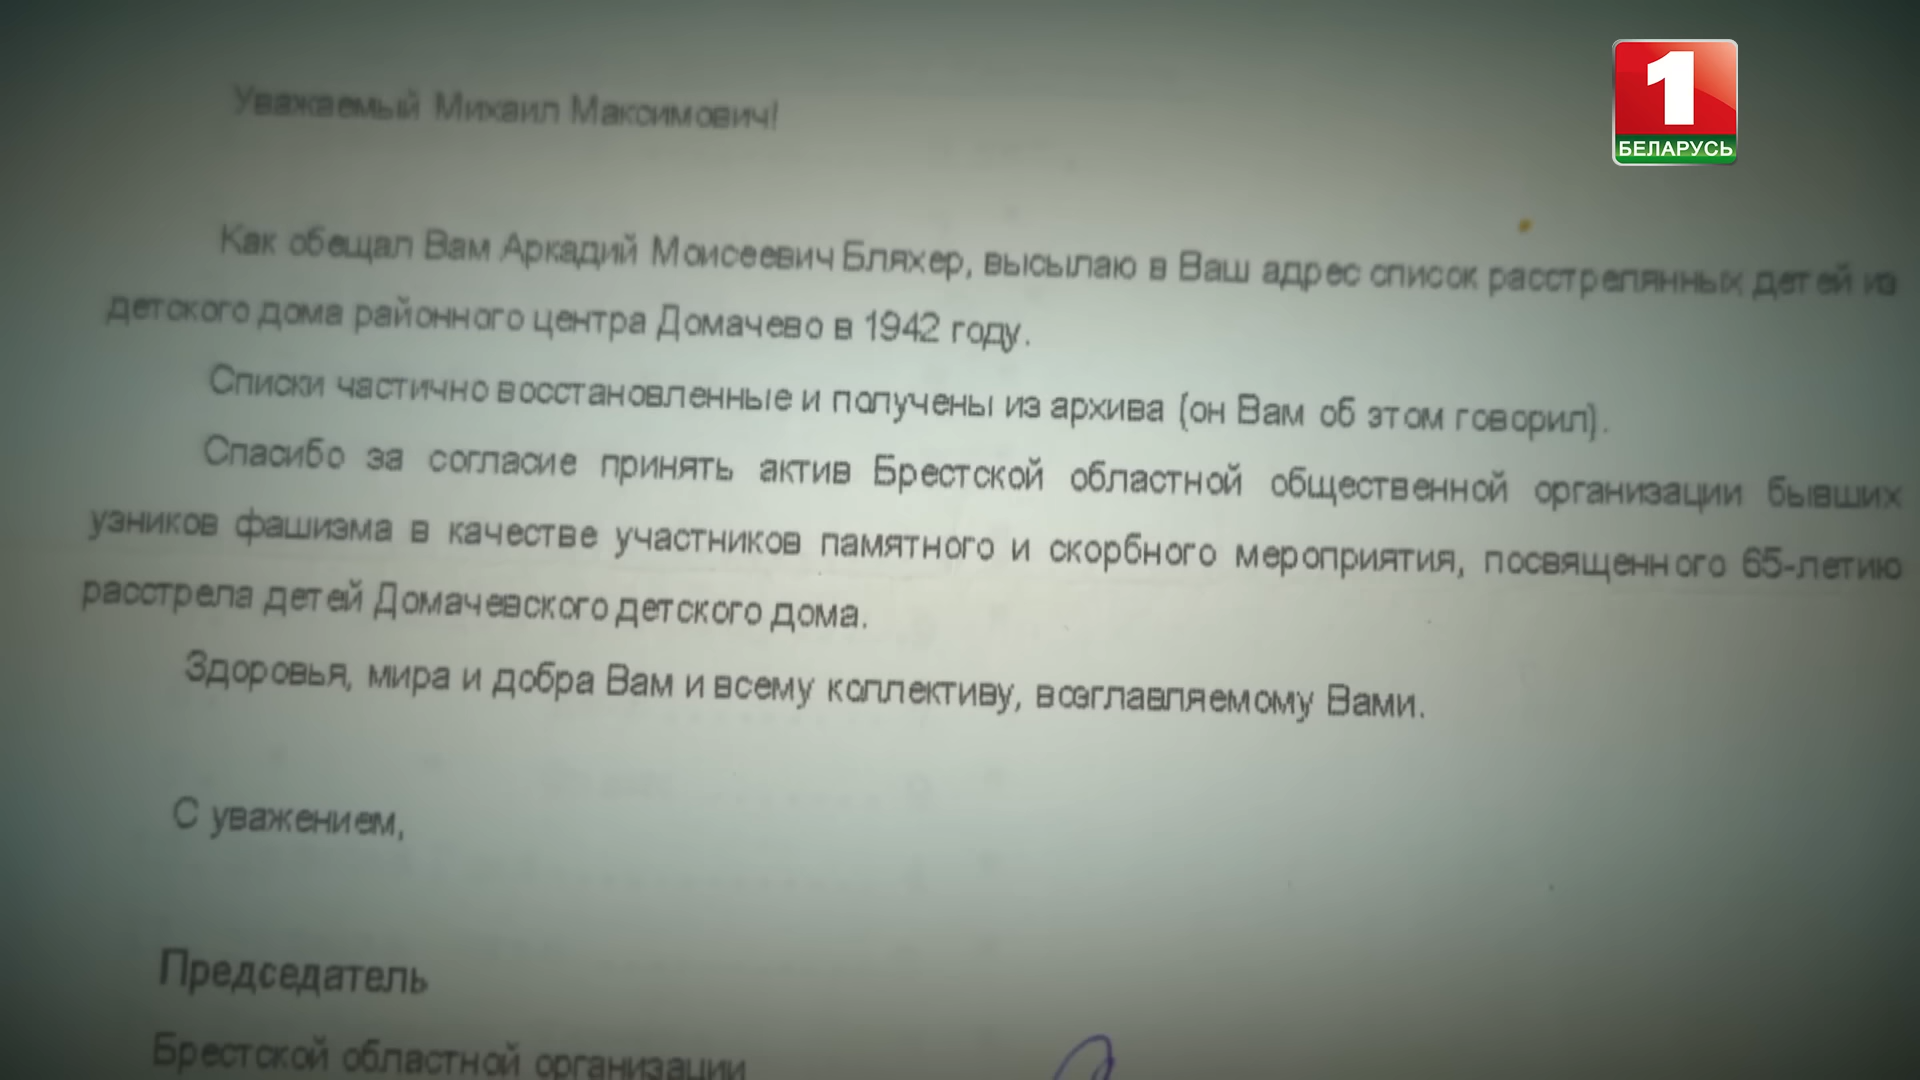 1
БЕЛАРУСЬ
Уважаемый Михаил Максимович!
Как обещал Вам Аркадий Моисеевич Бляхер, высылаю в Ваш адрес список расстрелянных детей из
детского дома районного центра Домачево в 1942 году.
Списки частично восстановленные и получены из архива (он Вам об этом говорил).
Спасибо за согласие принять актив Брестской областной общественной организации бывших
узников фашизма в качестве участников памятного и скорбного мероприятия, посвященного 65-летию
расстрела детей Домачевского детского дома.
Здоровья, мира и добра Вам и всему коллективу, возглавляемому Вами.
С уважением,
Председатель
Брестской областной организации